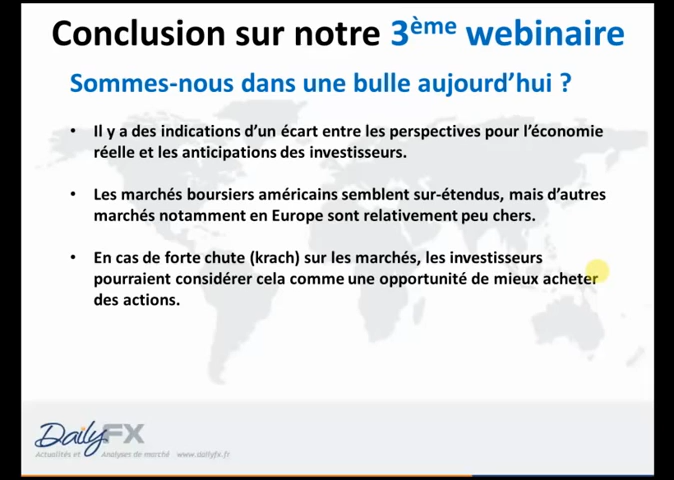 Conclusion sur notre 3ème webinaire
Sommes-nous dans une bulle aujourd’hui ?
• Il y a des indications d’un écart entre les perspectives pour l’économie
réelle et les anticipations des investisseurs.
• Les marchés boursiers américains semblent sur-étendus, mais d’autres
marchés notamment en Europe sont relativement peu chers.
• En cas de forte chute (krach) sur les marchés, les investisseurs
pourraient considérer cela comme une opportunité de mieux acheter
des actions.
DailyFX
Actualités et Analyses de marché www.dailyfx.fr